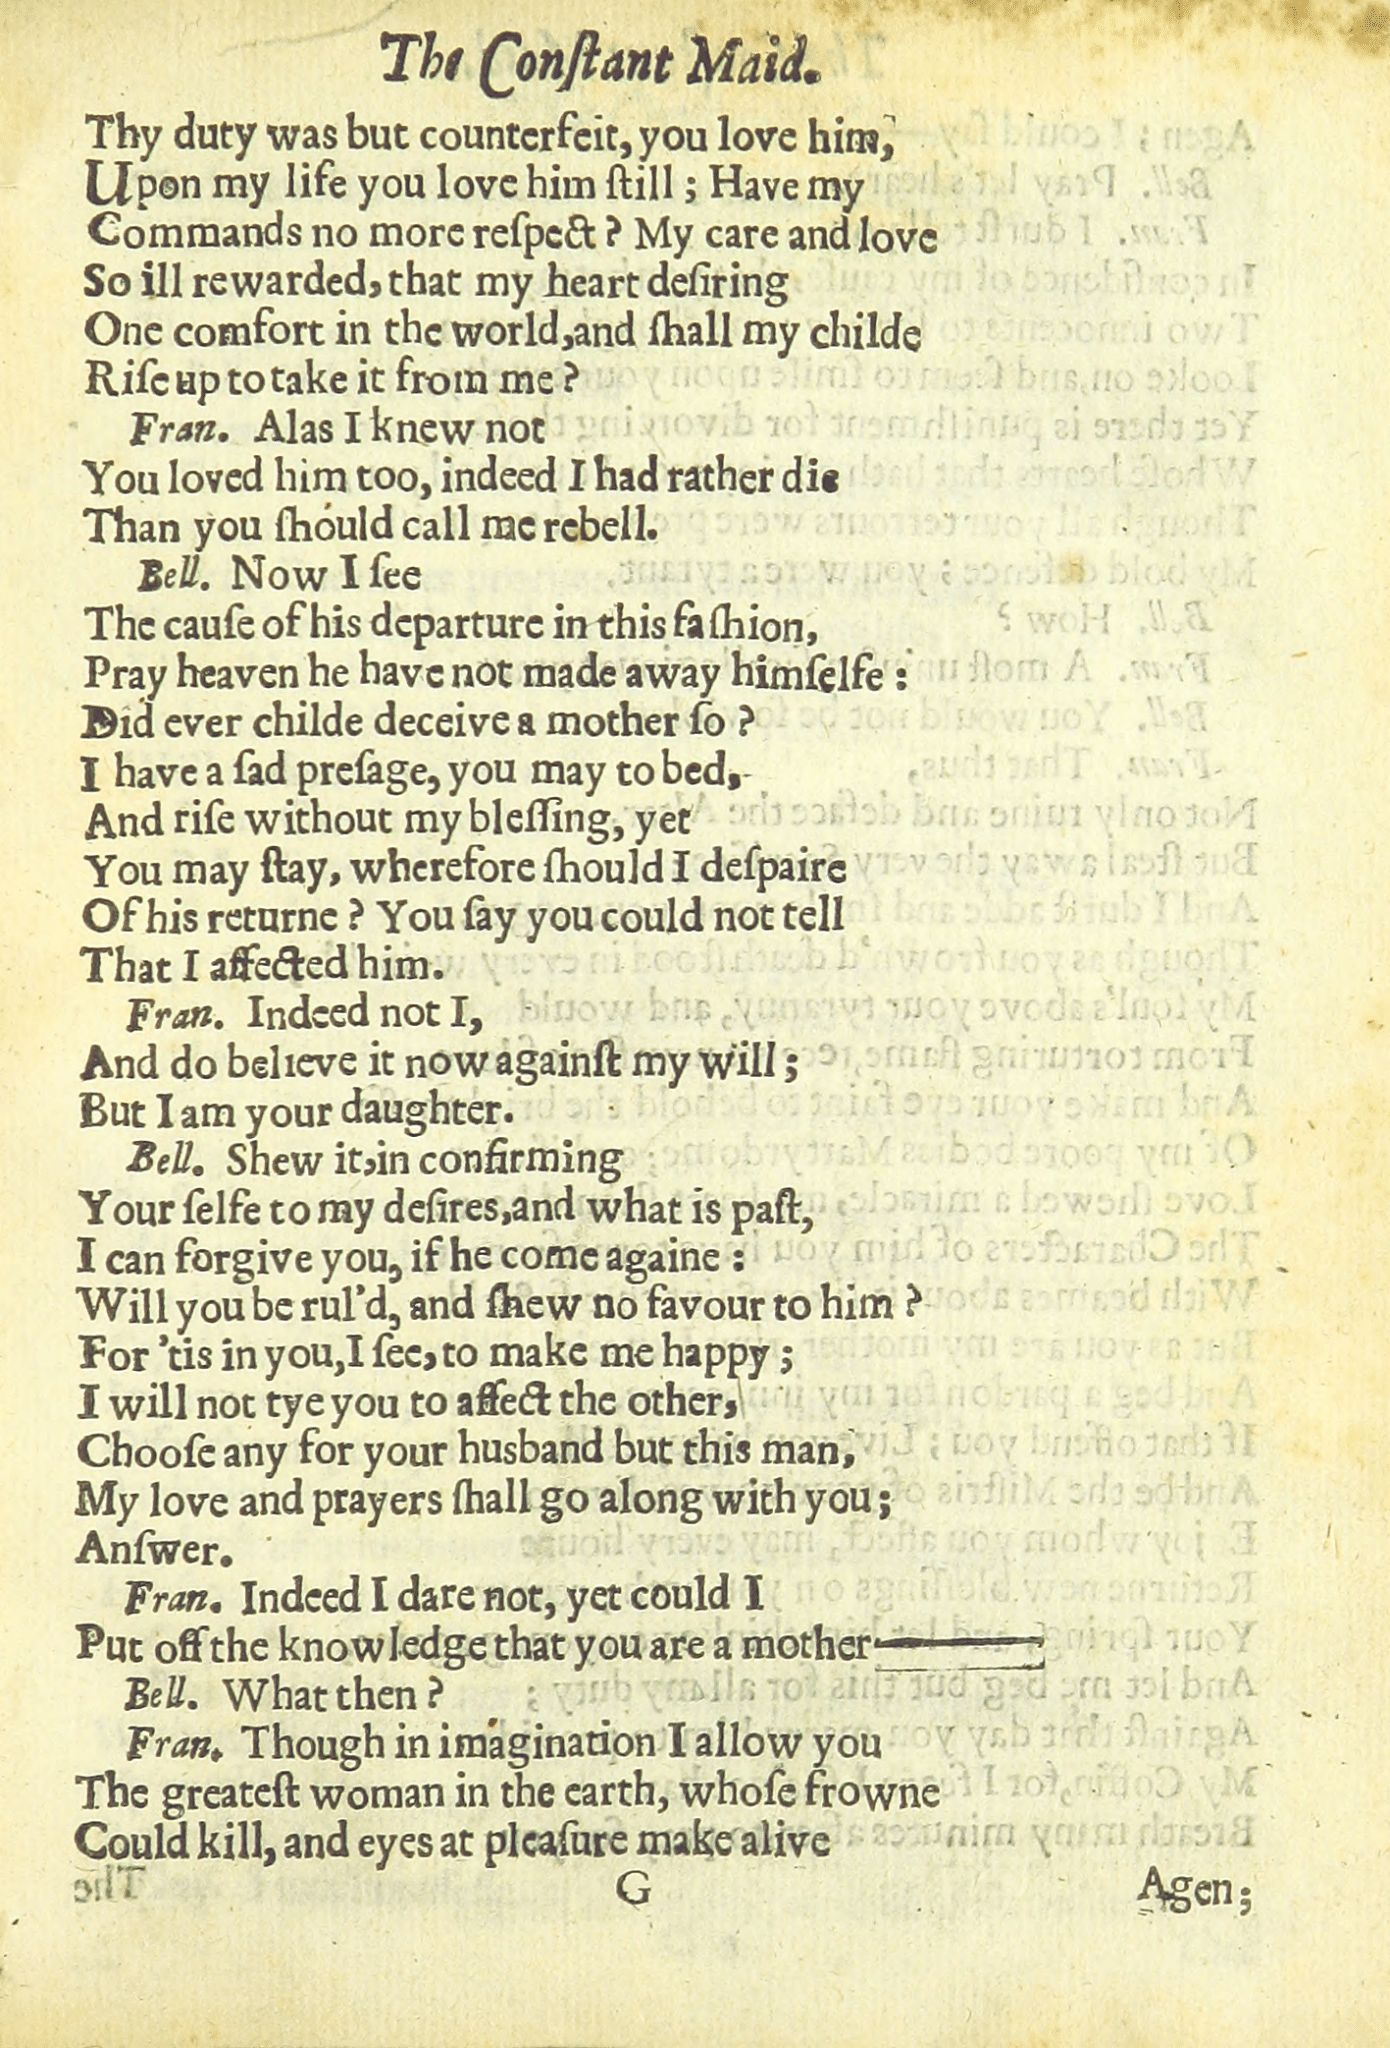 The Conſtant Maid.
Thy duty was but counterfeit, you love him,
Upon my life you love him ſtill; Have my
Commands no more reſpect? My care and love
So ill rewarded, that my heart deſiring
One comfort in the world, and ſhall my childe
Riſe up to take it from me?
Fran. Alas I knew not
You loved him too, indeed I had rather die
Than you ſhould call me rebell.
Bell. Now I ſee
The cauſe of his departure in this faſhion,
Pray heaven he have not made away himſelfe:
Did ever childe deceive a mother ſo?
I have a ſad preſage, you may to bed,
And riſe without my bleſſing, yet
You may ſtay, wherefore ſhould I deſpaire
Of his returne? You ſay you could not tell
That I affected him.
Fran. Indeed not I,
And do believe it now againſt my will;
But I am your daughter.
Bell. Shew it, in confirming
Your ſelfe to my deſires, and what is paſt,
I can forgive you, if he come againe:
Will you be rul'd, and ſhew no favour to him?
For 'tis in you, I ſee, to make me happy;
I will not tye you to affect the other,
Chooſe any for your husband but this man,
My love and prayers ſhall go along with you;
Anſwer.
Fran. Indeed I dare not, yet could I
Put off the knowledge that you are a mother——
Bell. What then?
Fran. Though in imagination I allow you
The greateſt woman in the earth, whoſe frowne
Could kill, and eyes at pleaſure make alive
G Agen;